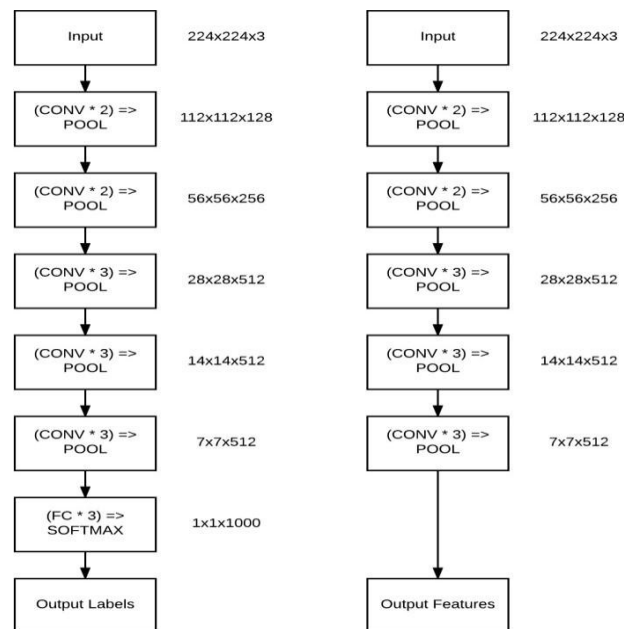 Input
224x224x3
(CONV * 2) =>
POOL
112x112x128
(CONV * 2) =>
POOL
56x56x256
(CONV * 3) =>
POOL
28x28x512
(CONV * 3) =>
POOL
14x14x512
(CONV * 3) =>
POOL
7x7x512
(FC * 3) =>
SOFTMAX
1x1x1000
Output Labels
Input
224x224x3
(CONV * 2) =>
POOL
112x112x128
(CONV * 2) =>
POOL
56x56x256
(CONV * 3) =>
POOL
28x28x512
(CONV * 3) =>
POOL
14x14x512
(CONV * 3) =>
POOL
7x7x512
Output Features